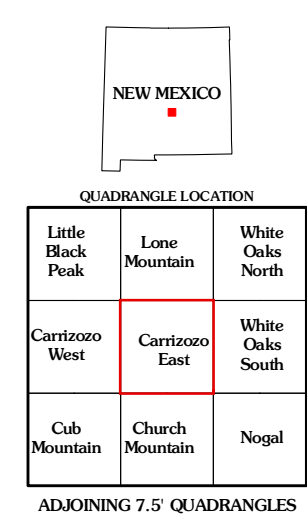 NEW MEXICO
QUADRANGLE LOCATION
Little
Black
Peak
Lone
Mountain
White
Oaks
North
Carrizozo
West
Carrizozo
East
White
Oaks
South
Cub
Mountain
Church
Mountain
Nogal
ADJOINING 7.5' QUADRANGLES